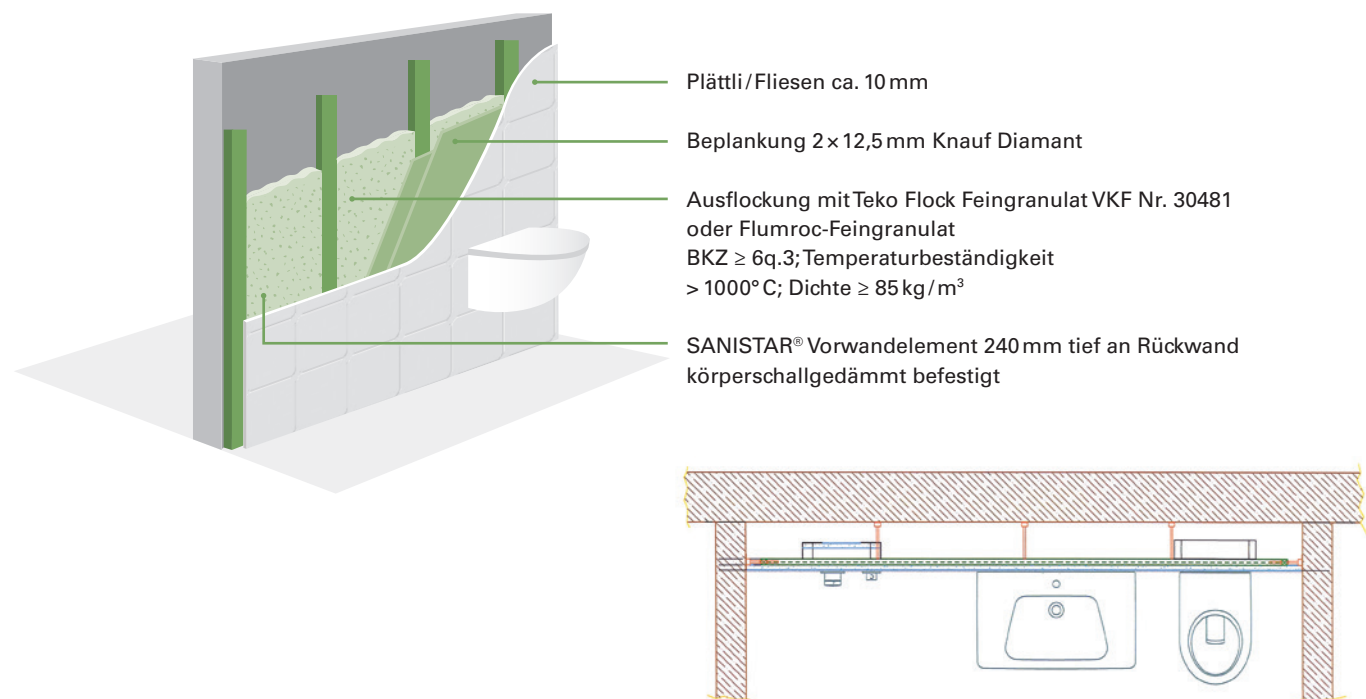 Plättli/Fliesen ca. 10 mm
Beplankung 2 × 12,5 mm Knauf Diamant
Ausflockung mit Teko Flock Feingranulat VKF Nr. 30481
oder Flumroc-Feingranulat
BKZ ≥ 6q.3; Temperaturbeständigkeit
> 1000° C; Dichte ≥ 85 kg/m³
SANISTAR® Vorwandelement 240 mm tief an Rückwand
körperschallgedämmt befestigt